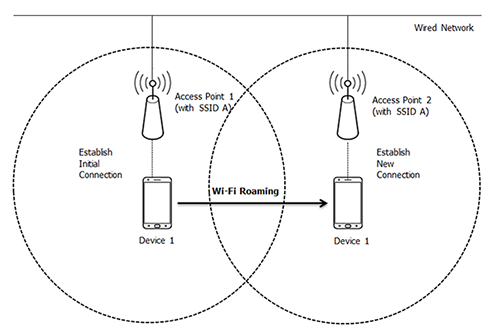 Wired Network
Access Point 1
(with SSID A)
Access Point 2
(with SSID A)
Establish
Initial
Connection
Establish
New
Connection
Wi-Fi Roaming
Device 1
Device 1